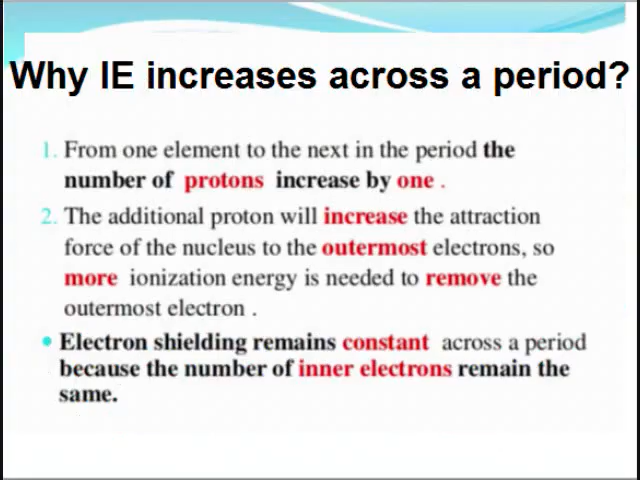 Why IE increases across a period?
1. From one element to the next in the period the
number of protons increase by one .
2. The additional proton will increase the attraction
force of the nucleus to the outermost electrons, so
more ionization energy is needed to remove the
outermost electron .
• Electron shielding remains constant across a period
because the number of inner electrons remain the
same.